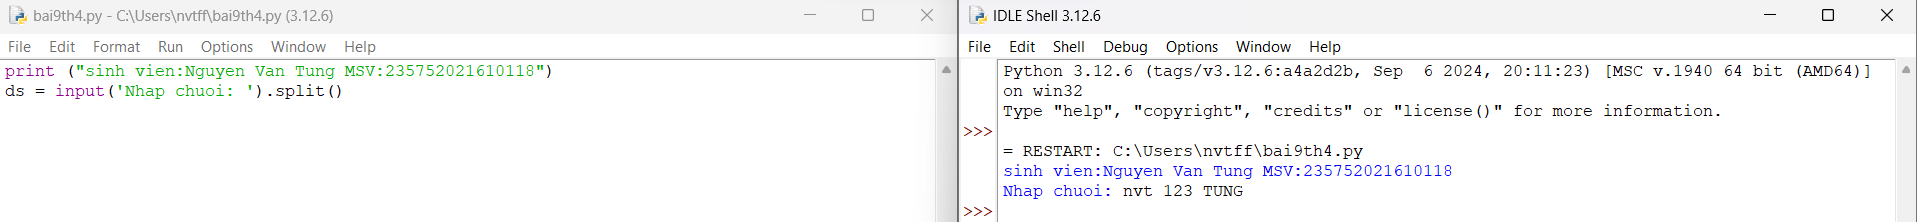 bai9th4.py - C:\Users\nvtff\bai9th4.py (3.12.6)
File Edit Format Run Options Window Help
print ("sinh vien:Nguyen Van Tung MSV:235752021610118")
ds = input('Nhap chuoi: ').split()
IDLE Shell 3.12.6
File Edit Shell Debug Options Window Help
Python 3.12.6 (tags/v3.12.6:a4a2d2b, Sep  6 2024, 20:11:23) [MSC v.1940 64 bit (AMD64)]
on win32
Type "help", "copyright", "credits" or "license()" for more information.
>>>
= RESTART: C:\Users\nvtff\bai9th4.py
sinh vien:Nguyen Van Tung MSV:235752021610118
Nhap chuoi: nvt 123 TUNG
>>>